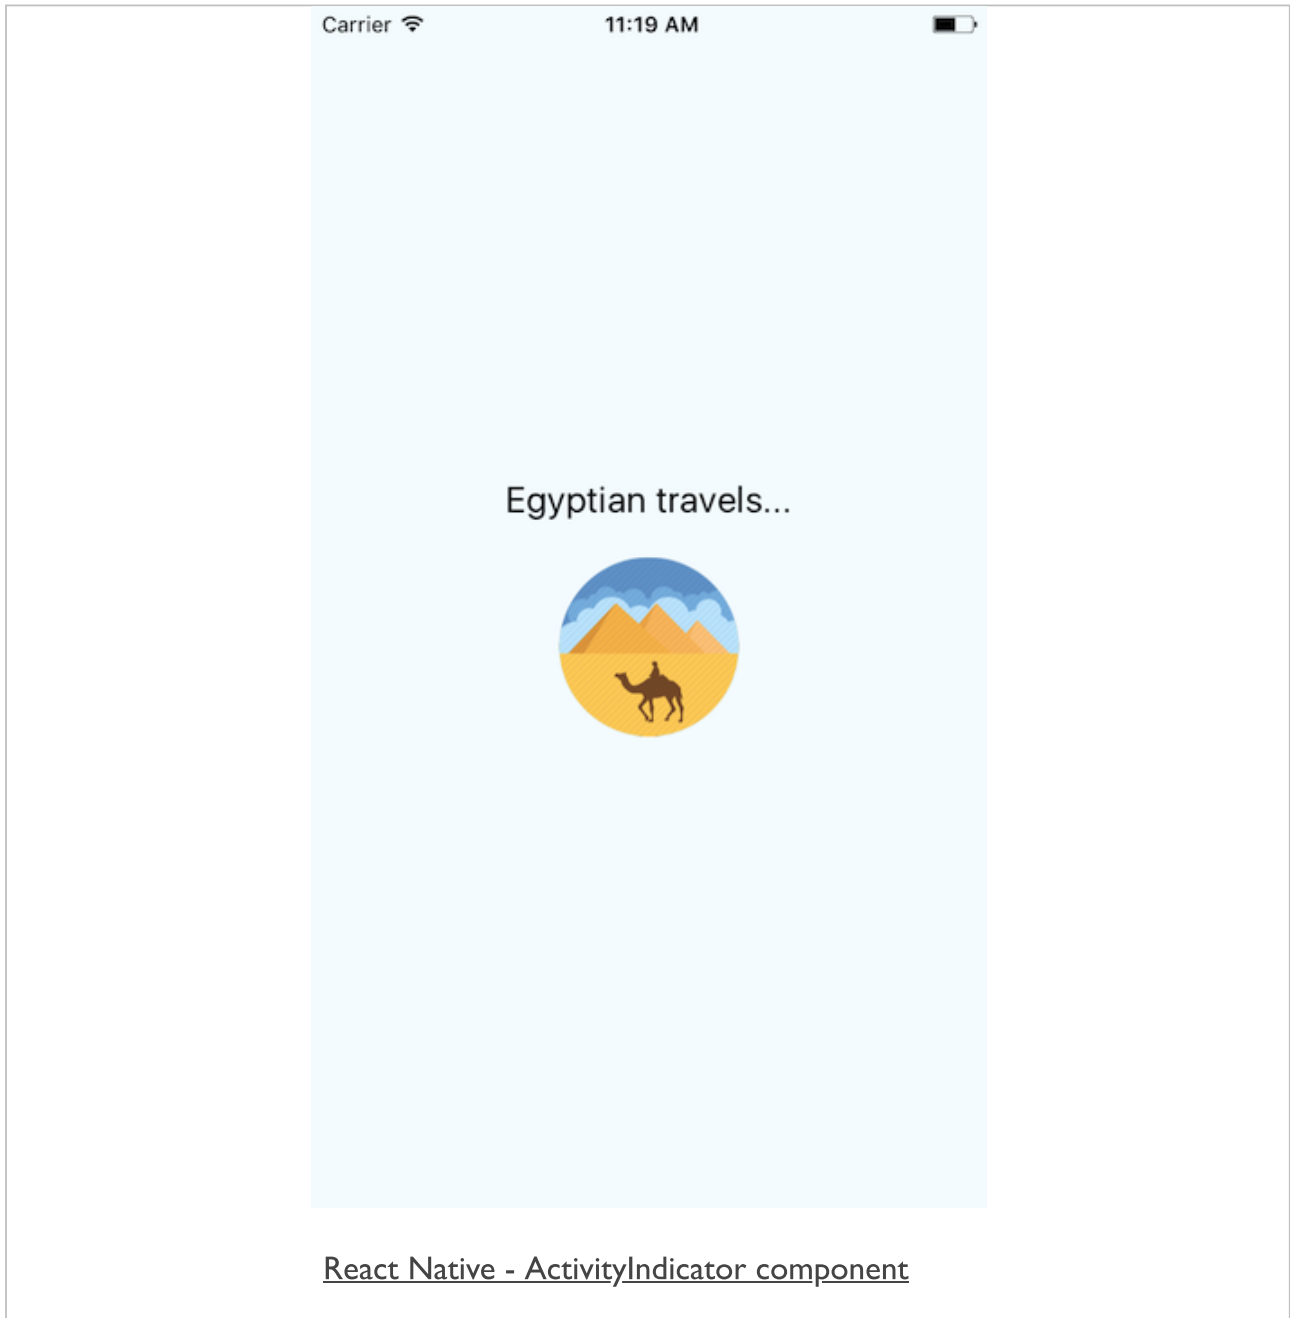 Carrier
11:19 AM
Egyptian travels...
React Native - ActivityIndicator component